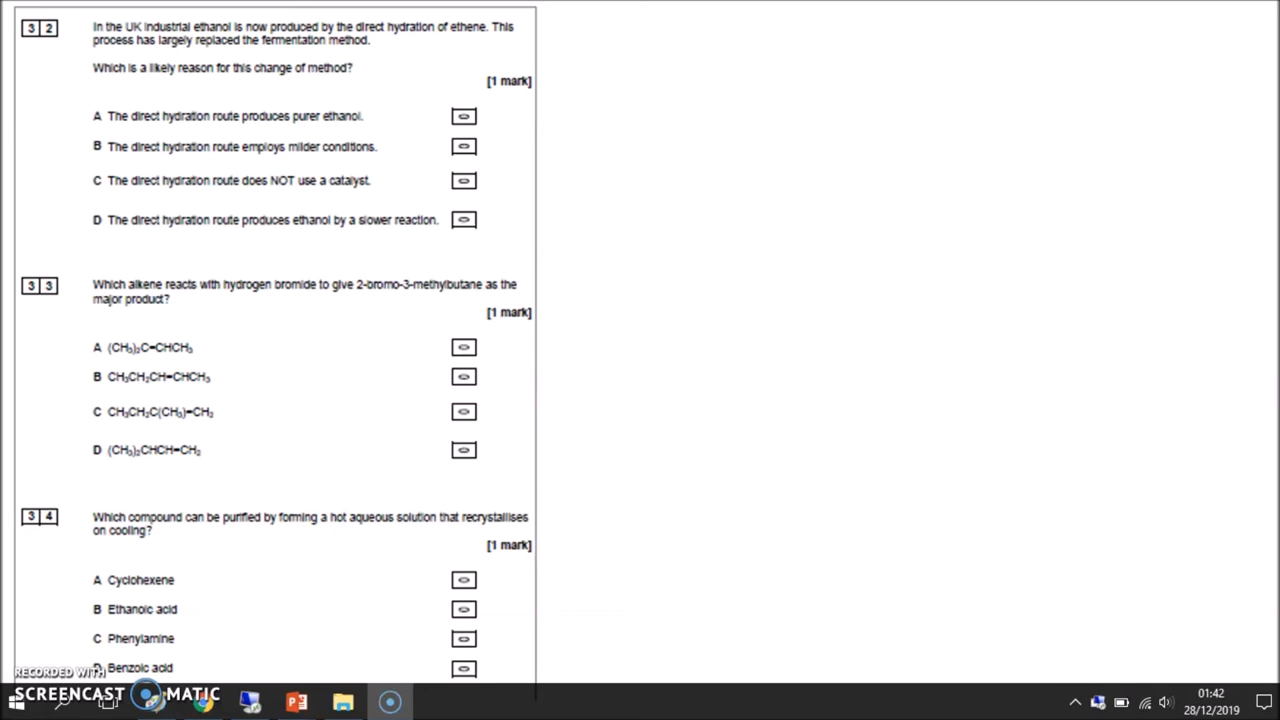 3 2 In the UK industrial ethanol is now produced by the direct hydration of ethene. This
process has largely replaced the fermentation method.
Which is a likely reason for this change of method?
[1 mark]
A The direct hydration route produces purer ethanol.
B The direct hydration route employs milder conditions.
C The direct hydration route does NOT use a catalyst.
D The direct hydration route produces ethanol by a slower reaction.
3 3 Which alkene reacts with hydrogen bromide to give 2-bromo-3-methylbutane as the
major product?
[1 mark]
A (CH₃)₂C=CHCH₃
B CH₃CH₂CH=CHCH₃
C CH₃CH₂C(CH₃)=CH₂
D (CH₃)₂CHCH=CH₂
3 4 Which compound can be purified by forming a hot aqueous solution that recrystallises
on cooling?
[1 mark]
A Cyclohexene
B Ethanoic acid
C Phenylamine
D Benzoic acid
RECORDED WITH
SCREENCAST MATIC
01:42
28/12/2019